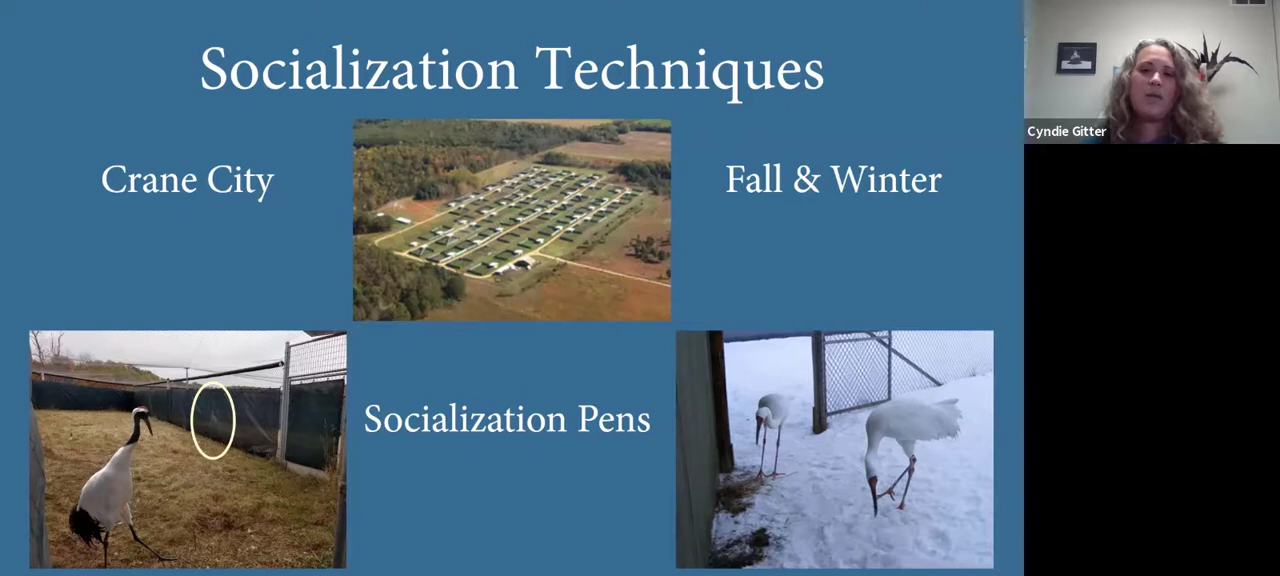 Socialization Techniques
Crane City
Fall & Winter
Socialization Pens
Cyndie Gitter